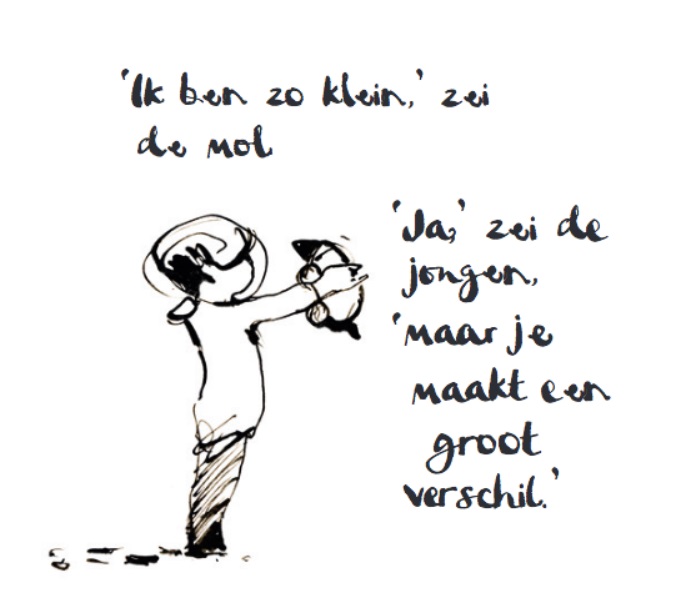 'Ik ben zo klein,' zei
de mol
'Ja,' zei de
jongen,
'maar je
maakt een
groot
verschil.'